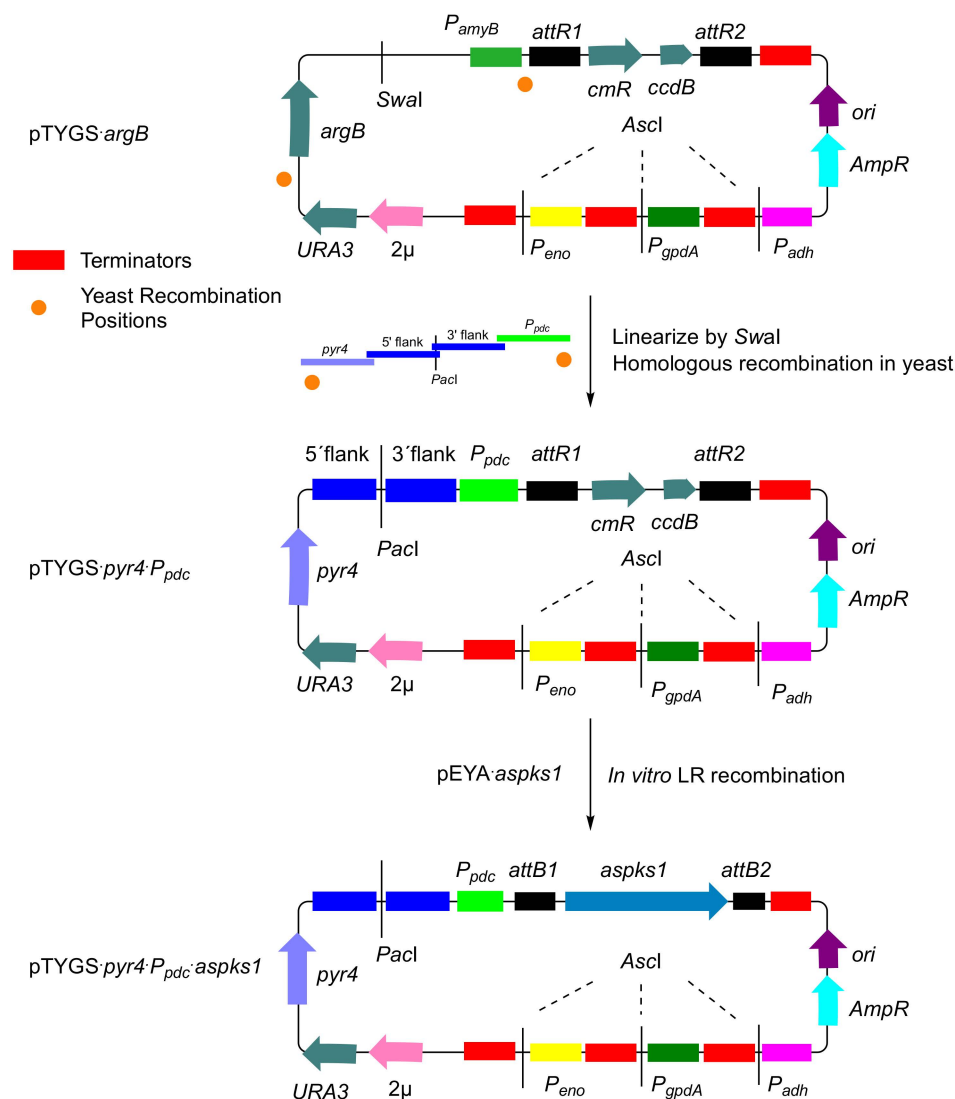 PamyB
attR1
attR2
SwaI
cmR
ccdB
pTYGS·argB
argB
AscI
ori
AmpR
URA3
2µ
Peno
PgpdA
Padh
Terminators
Yeast Recombination
Positions
pyr4
5' flank
3' flank
Ppdc
PacI
Linearize by SwaI
Homologous recombination in yeast
5´flank
3´flank
Ppdc
attR1
attR2
PacI
cmR
ccdB
pTYGS·pyr4·Ppdc
pyr4
AscI
ori
AmpR
URA3
2µ
Peno
PgpdA
Padh
pEYA·aspks1
In vitro LR recombination
Ppdc
attB1
aspks1
attB2
PacI
pTYGS·pyr4·Ppdc·aspks1
pyr4
AscI
ori
AmpR
URA3
2µ
Peno
PgpdA
Padh